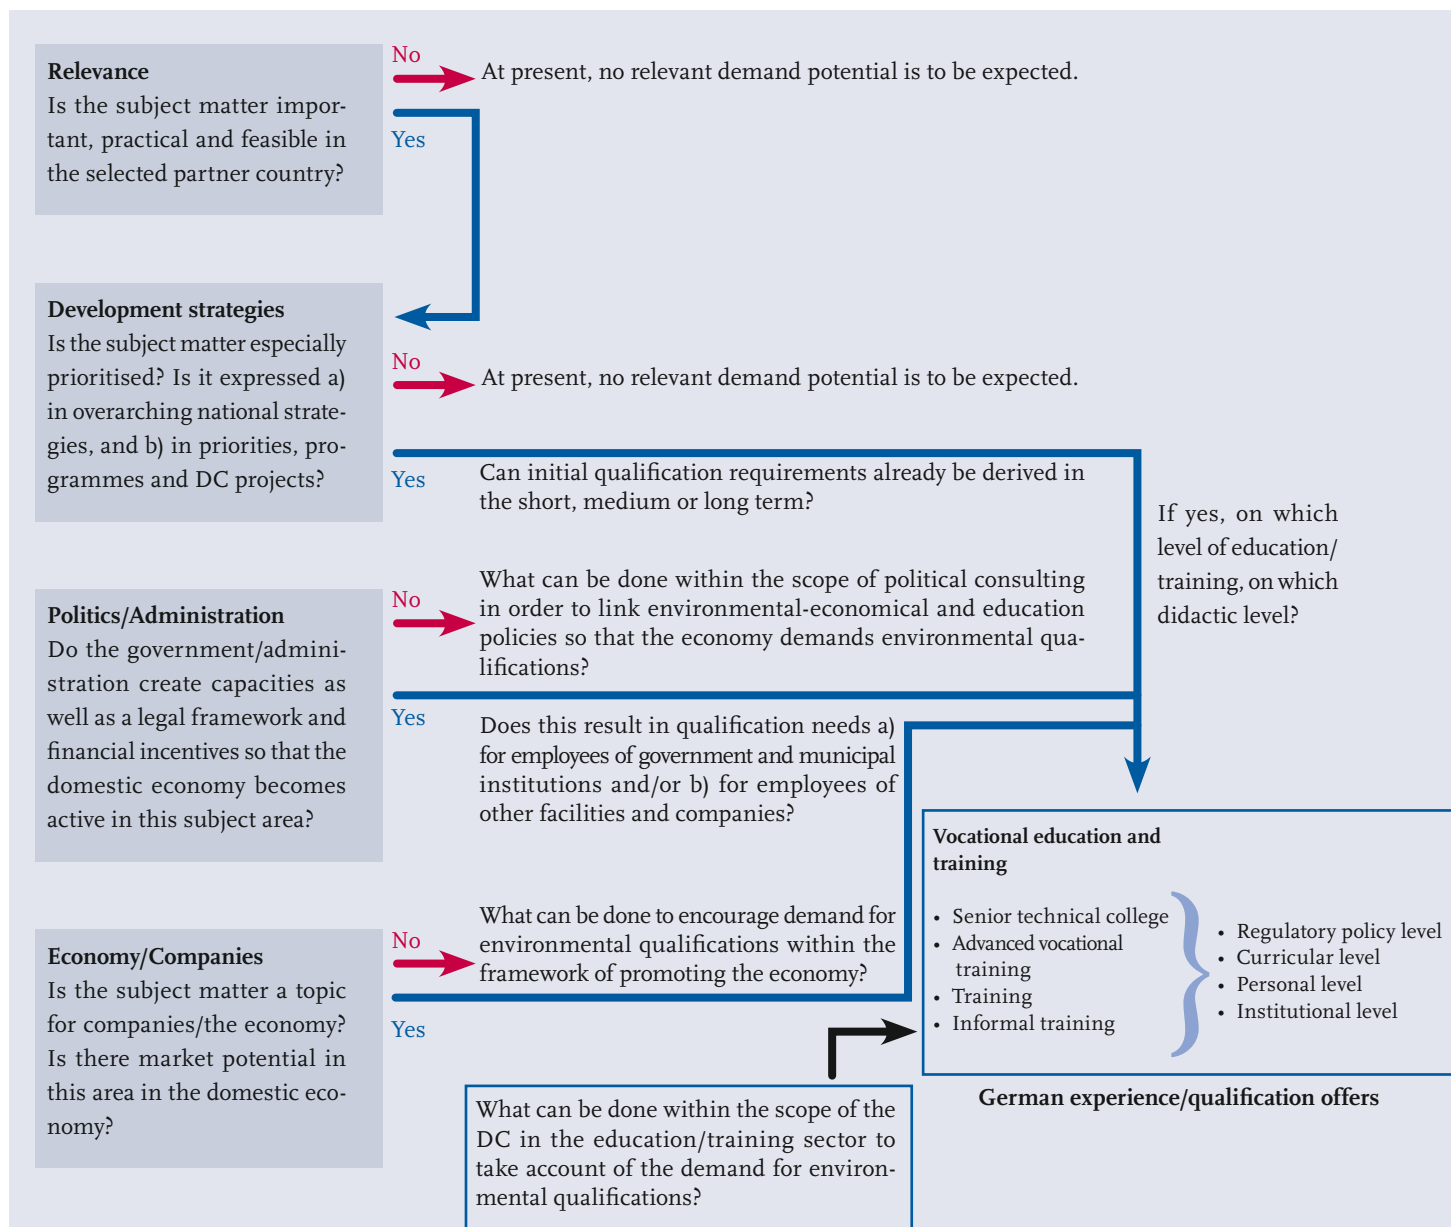 Relevance
Is the subject matter impor-
tant, practical and feasible in
the selected partner country?
No
At present, no relevant demand potential is to be expected.
Yes
Development strategies
Is the subject matter especially
prioritised? Is it expressed a)
in overarching national strate-
gies, and b) in priorities, pro-
grammes and DC projects?
No
At present, no relevant demand potential is to be expected.
Yes
Can initial qualification requirements already be derived in
the short, medium or long term?
If yes, on which
level of education/
training, on which
didactic level?
Politics/Administration
Do the government/admini-
stration create capacities as
well as a legal framework and
financial incentives so that the
domestic economy becomes
active in this subject area?
No
What can be done within the scope of political consulting
in order to link environmental-economical and education
policies so that the economy demands environmental qua-
lifications?
Yes
Does this result in qualification needs a)
for employees of government and municipal
institutions and/or b) for employees of
other facilities and companies?
Economy/Companies
Is the subject matter a topic
for companies/the economy?
Is there market potential in
this area in the domestic eco-
nomy?
No
What can be done to encourage demand for
environmental qualifications within the
framework of promoting the economy?
Yes
Vocational education and
training
• Senior technical college
• Advanced vocational
training
• Training
• Informal training
• Regulatory policy level
• Curricular level
• Personal level
• Institutional level
German experience/qualification offers
What can be done within the scope of the
DC in the education/training sector to
take account of the demand for environ-
mental qualifications?